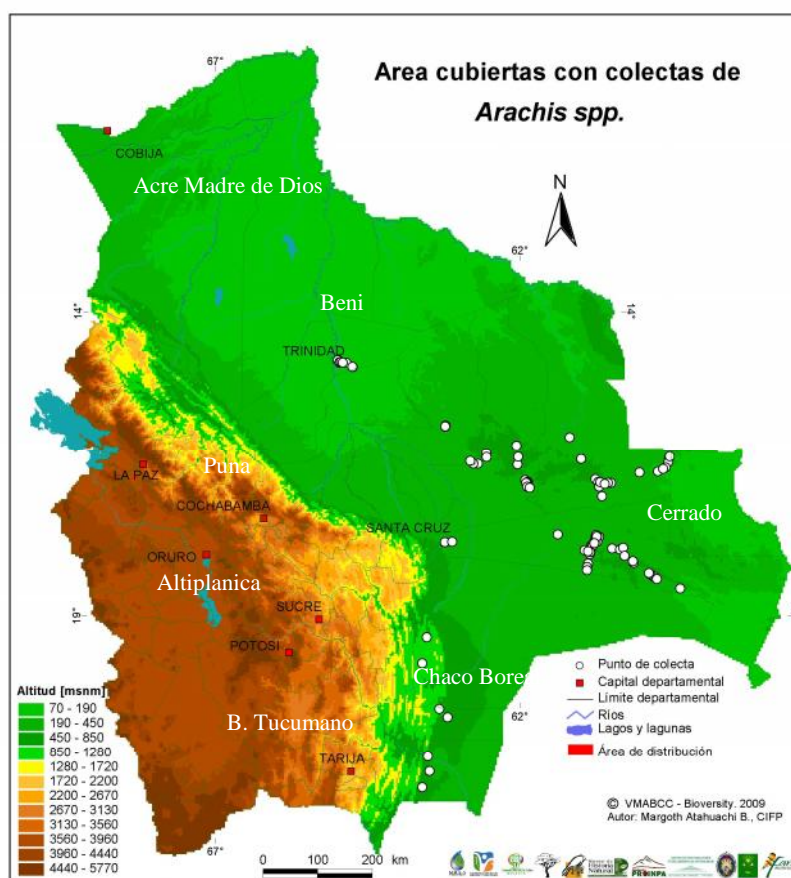 67°
Area cubiertas con colectas de
Arachis spp.
COBIJA
Acre Madre de Dios
N
62°
14°
Beni
14°
TRINIDAD
LA PAZ
Puna
COCHABAMBA
SANTA CRUZ
Cerrado
ORURO
Altiplanica
SUCRE
19°
19°
POTOSI
Chaco Bores
Punto de colecta
Capital departamental
Límite departamental
Ríos
Lagos y lagunas
Área de distribución
62°
B. Tucumano
TARIJA
Altitud [msnm]
70 - 190
190 - 450
450 - 850
850 - 1280
1280 - 1720
1720 - 2200
2200 - 2670
2670 - 3130
3130 - 3560
3560 - 3960
3960 - 4440
4440 - 5770
67°
0 100 200 km
© VMABCC - Bioversity. 2009
Autor: Margoth Atahuachi B., CIFP